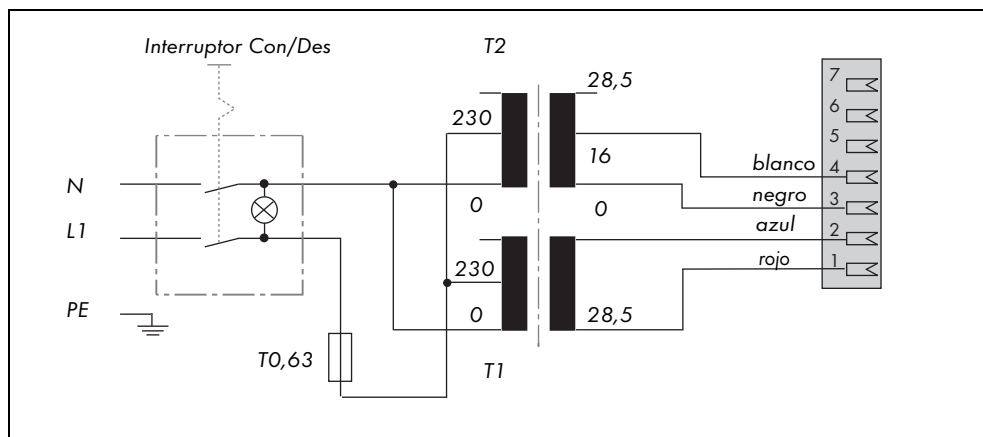 Interruptor Con/Des
T2
28,5
7
230
6
5
16
blanco
4
N
negro
3
0
0
azul
2
L1
230
rojo
1
PE
0
28,5
T0,63
T1